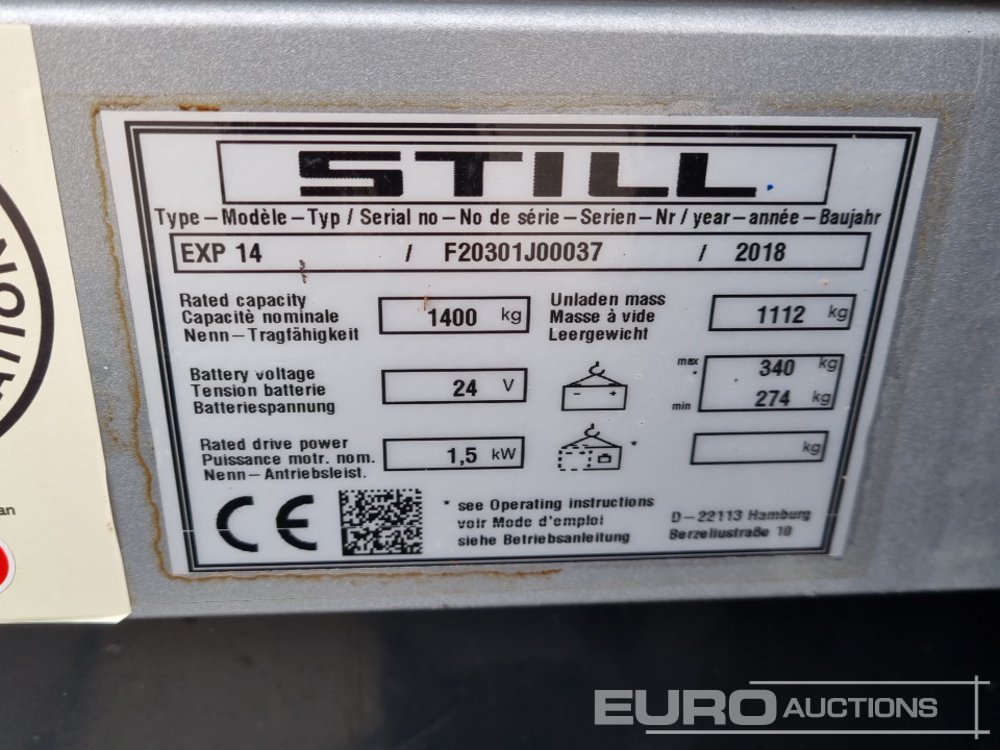 STILL
Type – Modèle – Typ / Serial no – No de série – Serien – Nr / year – année – Baujahr
EXP 14 / F20301J00037 / 2018
Rated capacity
Capacitè nominale
Nenn – Tragfähigkeit
1400 kg
Unladen mass
Masse à vide
Leergewicht
1112 kg
Battery voltage
Tension batterie
Batteriespannung
24 V
max
*
min
340 kg
274 kg
Rated drive power
Puissance motr. nom.
Nenn – Antriebsleist.
1,5 kW
*
kg
CE
* see Operating instructions
voir Mode d'emploi
siehe Betriebsanleitung
D – 22113 Hamburg
Berzeliustraße 10
EURO AUCTIONS